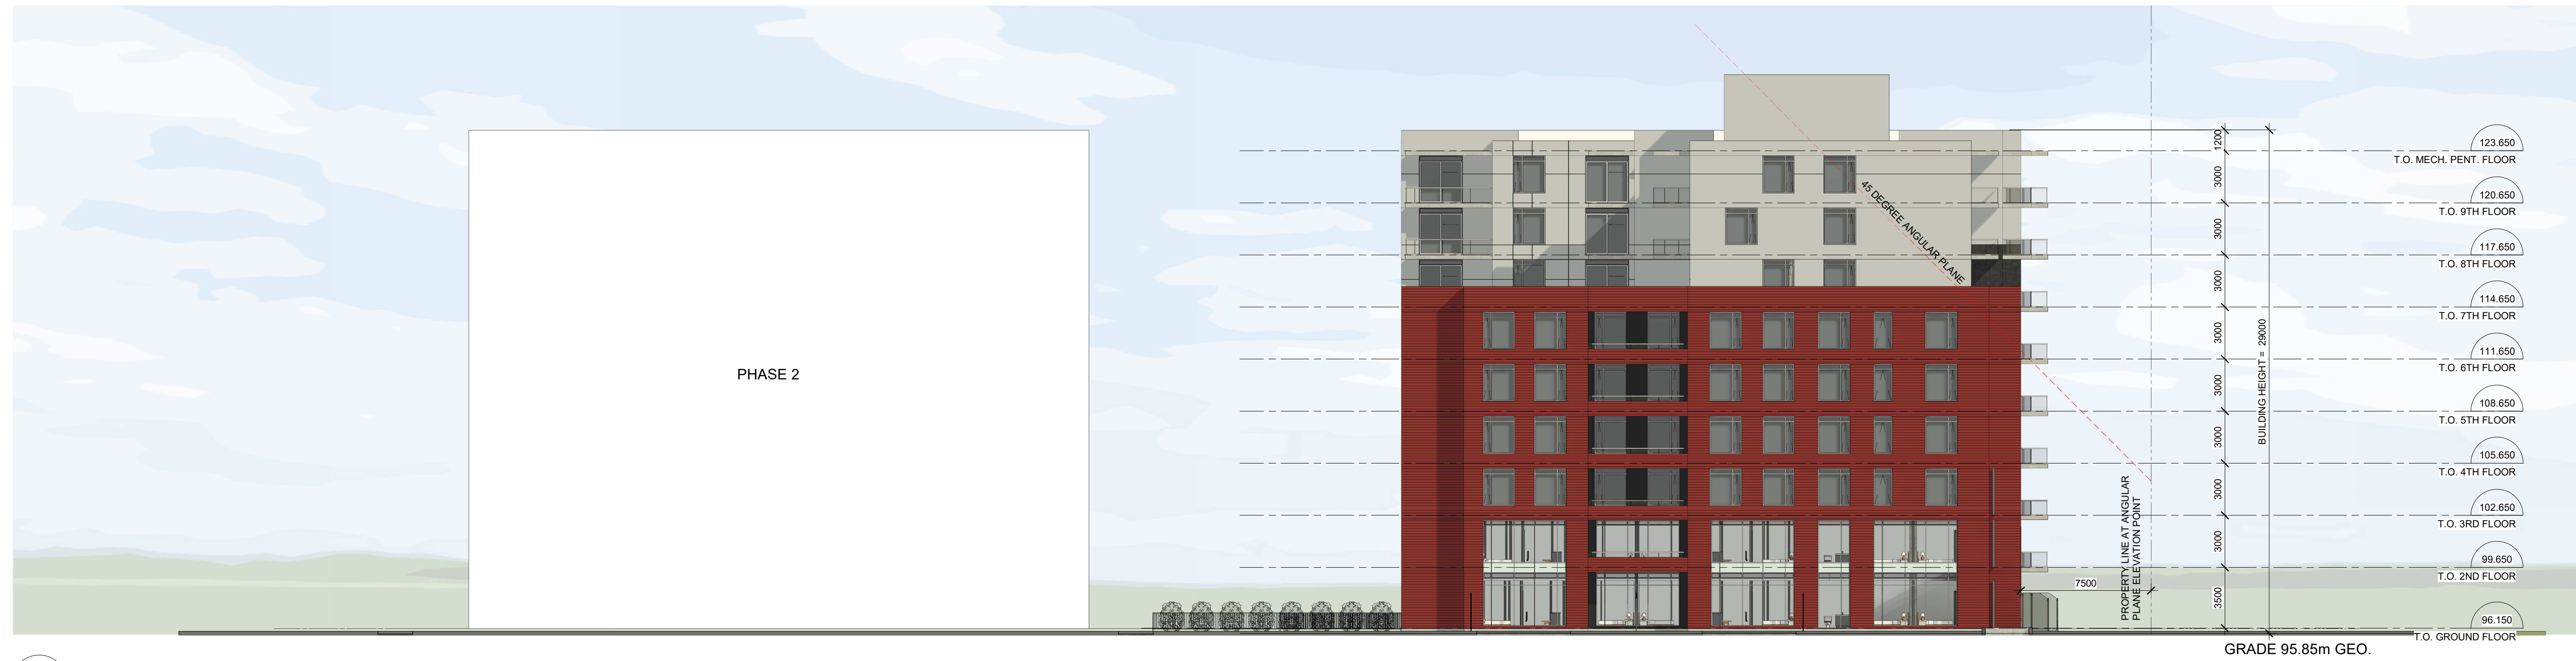 PHASE 2
45 DEGREE ANGULAR PLANE
PROPERTY LINE AT ANGULAR
PLANE ELEVATION POINT
7500
1200
3000
3000
3000
3000
3000
3000
3000
3000
3500
BUILDING HEIGHT = 29000
123.650
T.O. MECH. PENT. FLOOR
120.650
T.O. 9TH FLOOR
117.650
T.O. 8TH FLOOR
114.650
T.O. 7TH FLOOR
111.650
T.O. 6TH FLOOR
108.650
T.O. 5TH FLOOR
105.650
T.O. 4TH FLOOR
102.650
T.O. 3RD FLOOR
99.650
T.O. 2ND FLOOR
96.150
T.O. GROUND FLOOR
GRADE 95.85m GEO.